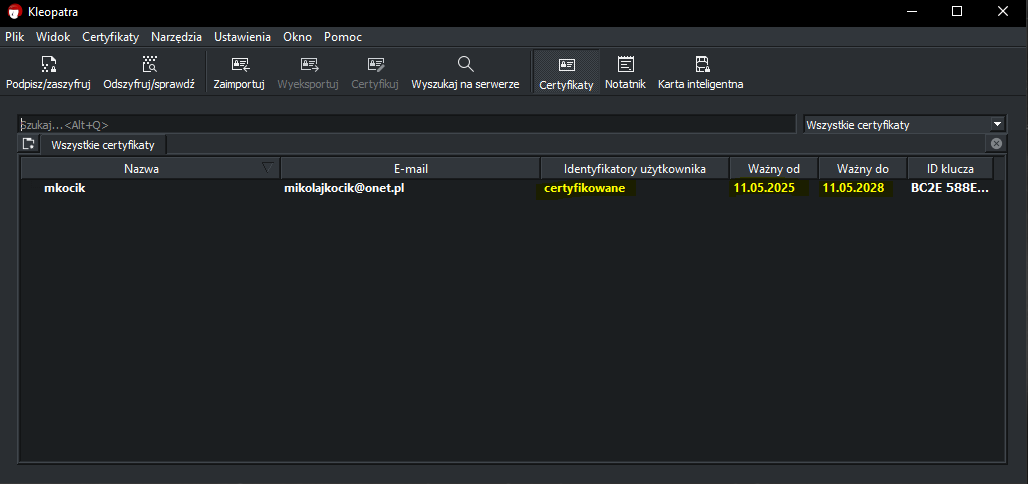 Kleopatra
Plik Widok Certyfikaty Narzędzia Ustawienia Okno Pomoc
Podpisz/zaszyfruj Odszyfruj/sprawdź Zaimportuj Wyeksportuj Certyfikuj Wyszukaj na serwerze Certyfikaty Notatnik Karta inteligentna
Szukaj...<Alt+Q> Wszystkie certyfikaty
Wszystkie certyfikaty
Nazwa E-mail Identyfikatory użytkownika Ważny od Ważny do ID klucza
mkocik mikolajkocik@onet.pl certyfikowane 11.05.2025 11.05.2028 BC2E 588E...